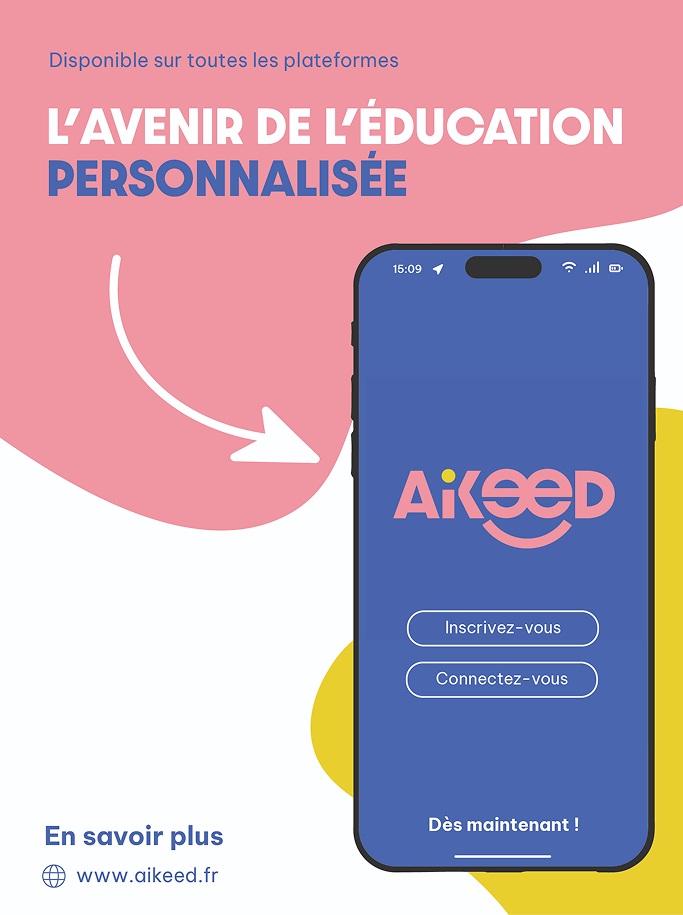 Disponible sur toutes les plateformes
L'AVENIR DE L'ÉDUCATION
PERSONNALISÉE
15:09
AiKEED
Inscrivez-vous
Connectez-vous
Dès maintenant !
En savoir plus
www.aikeed.fr